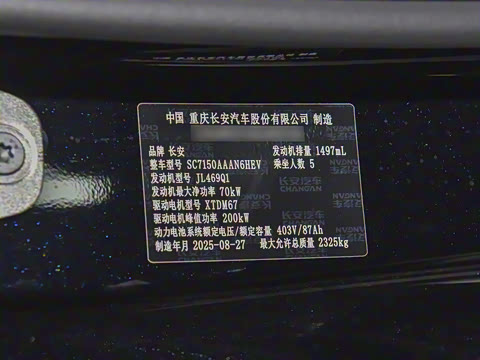 中国 重庆长安汽车股份有限公司 制造
品牌 长安 发动机排量 1497mL
整车型号 SC7150AAAN6HEV 乘坐人数 5
发动机型号 JL469Q1
发动机最大净功率 70kW
驱动电机型号 XTDM67
驱动电机峰值功率 200kW
动力电池系统额定电压/额定容量 403V/87Ah
制造年月 2025-08-27 最大允许总质量 2325kg